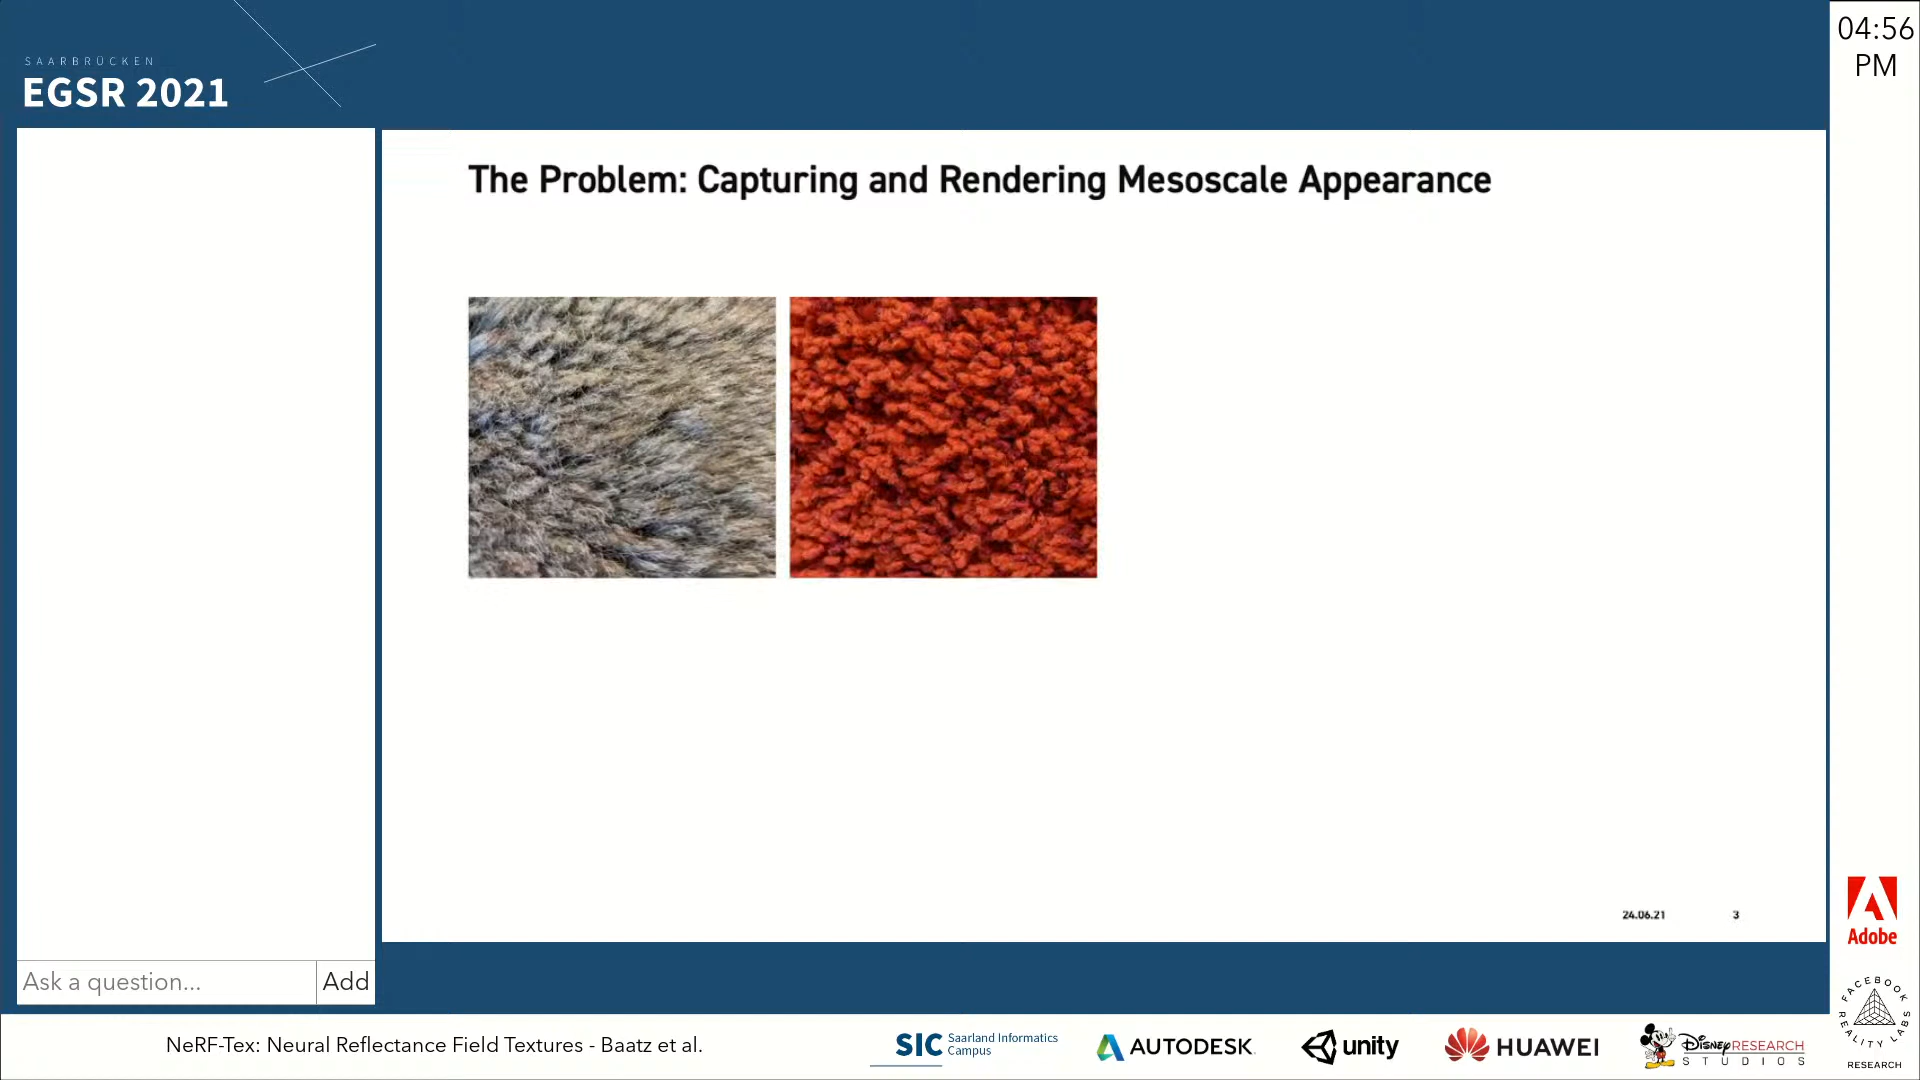 SAARBRÜCKEN
EGSR 2021
04:56
PM
The Problem: Capturing and Rendering Mesoscale Appearance
24.06.21 3
Ask a question... Add
Adobe
FACEBOOK
REALITY LABS
RESEARCH
NeRF-Tex: Neural Reflectance Field Textures - Baatz et al.
SIC Saarland Informatics
Campus
AUTODESK.
unity
HUAWEI
Disney RESEARCH
STUDIOS